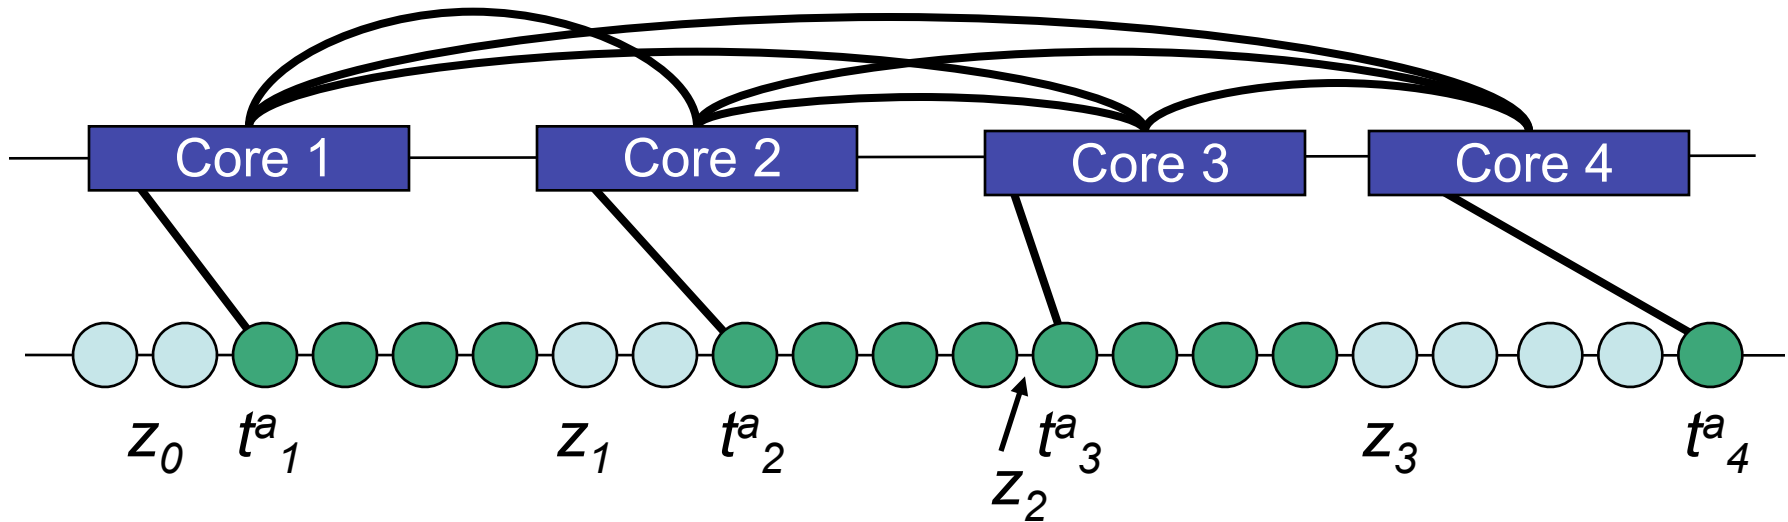 Core 1 Core 2 Core 3 Core 4
z₀ tᵃ₁ z₁ tᵃ₂ tᵃ₃ z₃ tᵃ₄
z₂